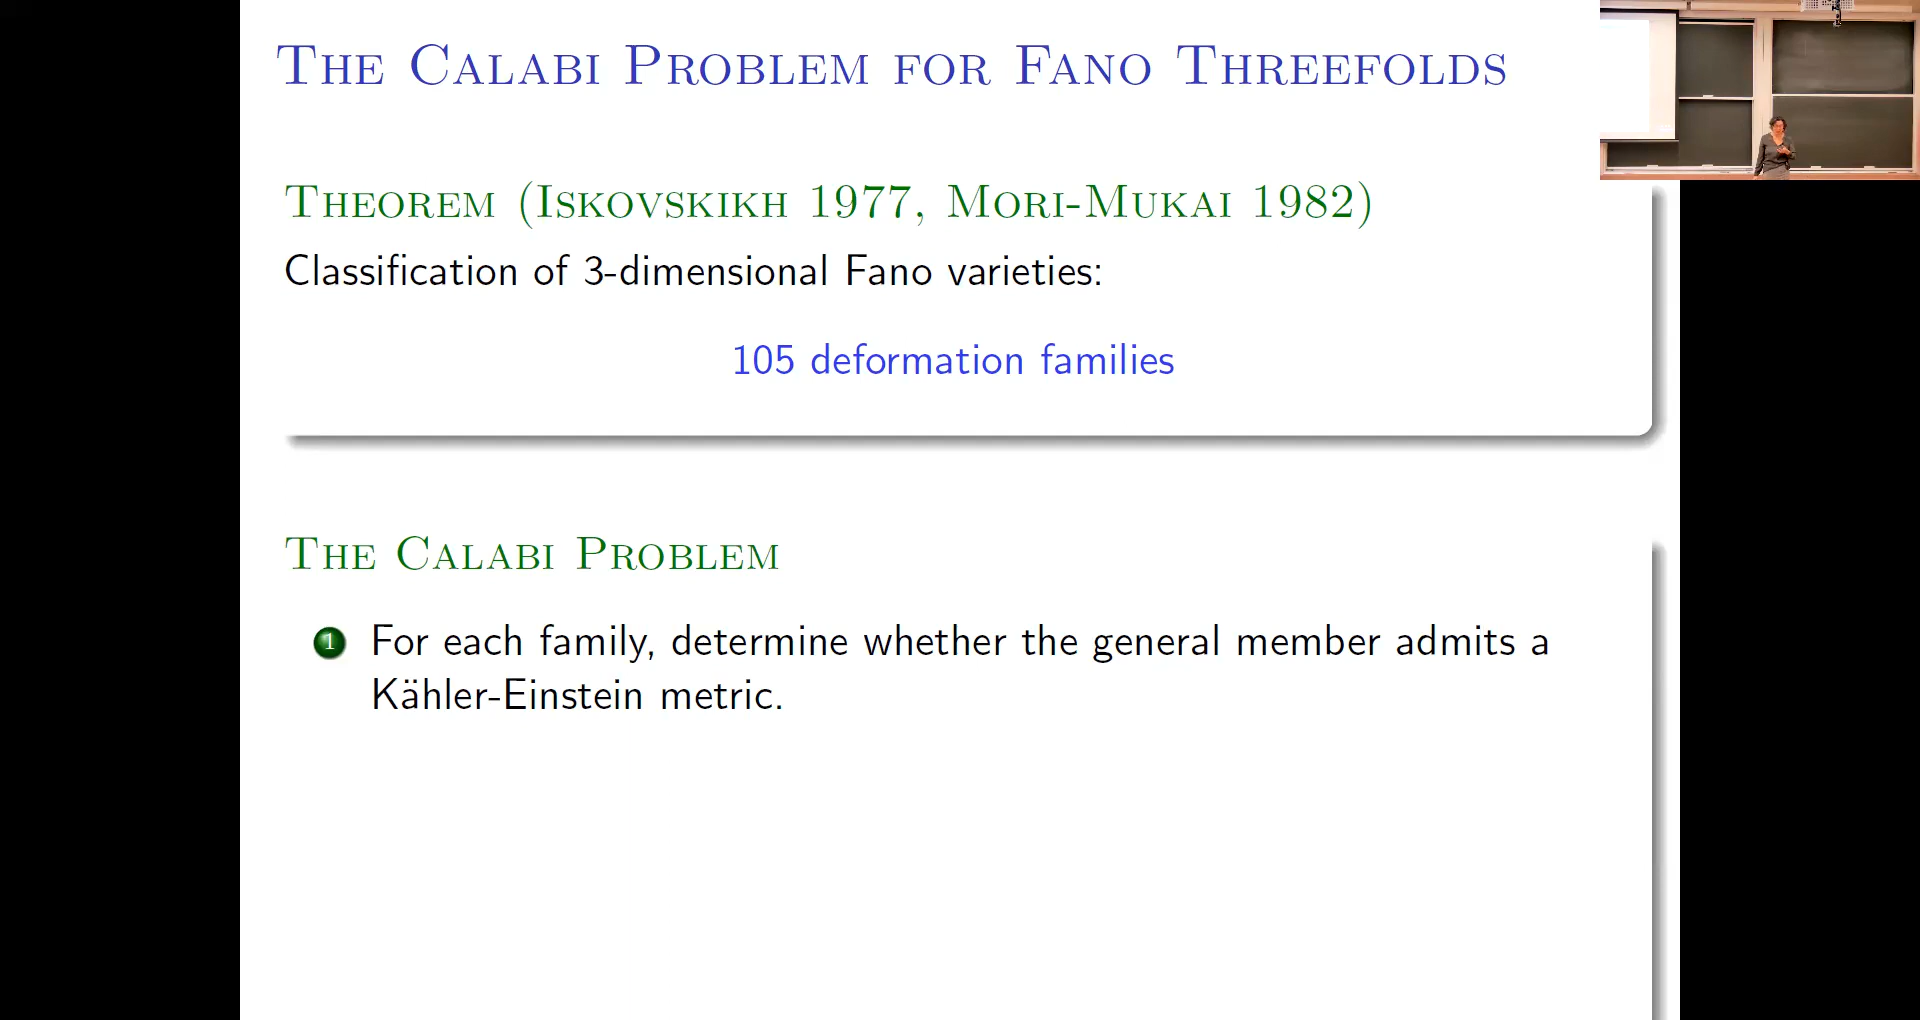 THE CALABI PROBLEM FOR FANO THREEFOLDS
THEOREM (ISKOVSKIKH 1977, MORI-MUKAI 1982)
Classification of 3-dimensional Fano varieties:
105 deformation families
THE CALABI PROBLEM
1 For each family, determine whether the general member admits a
Kähler-Einstein metric.